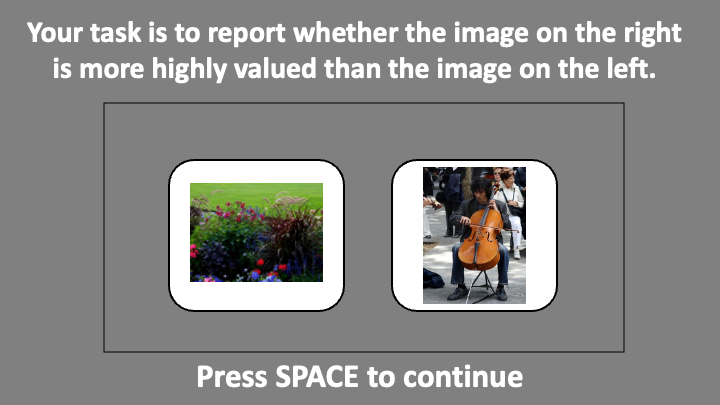 Your task is to report whether the image on the right
is more highly valued than the image on the left.
Press SPACE to continue